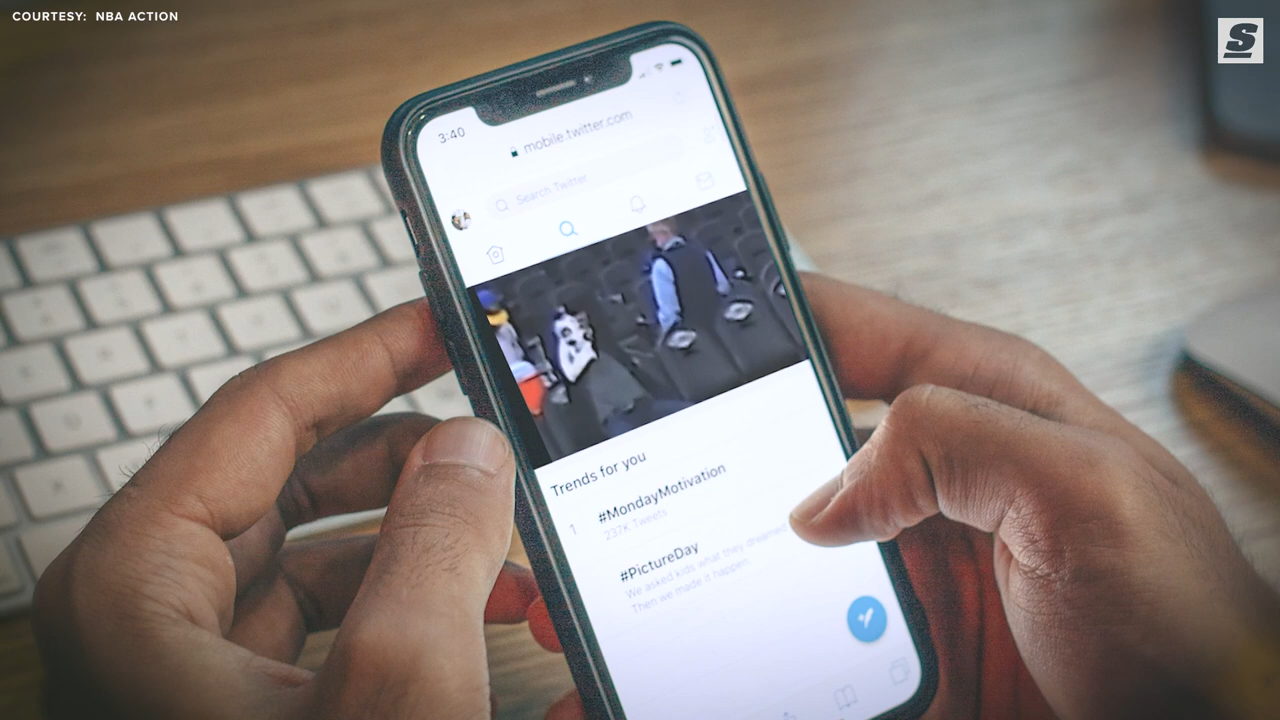 COURTESY: NBA ACTION
S
3:40
mobile.twitter.com
Search Twitter
Trends for you
1
#MondayMotivation
237K Tweets
#PictureDay
We asked kids what they dreamed
Then we made it happen.